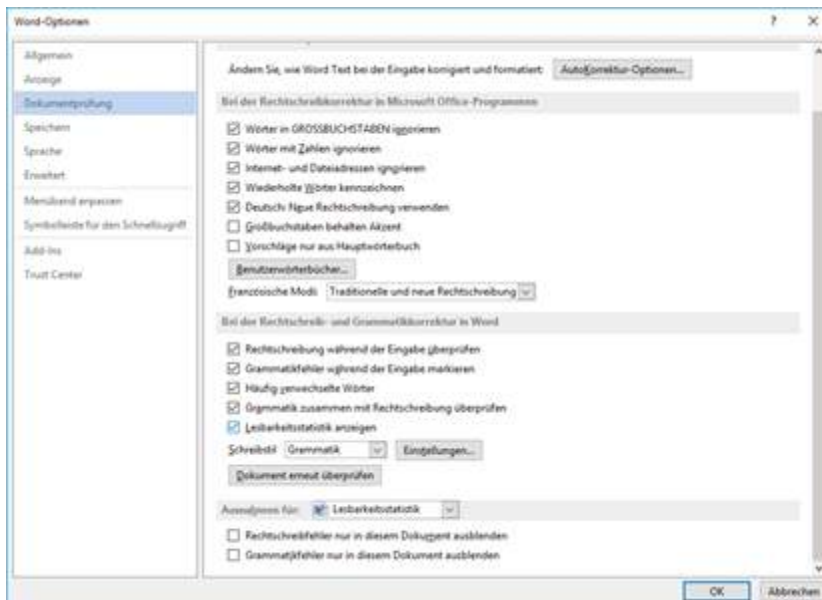 Word-Optionen
Allgemein
Anzeige
Dokumentprüfung
Speichern
Sprache
Erweitert
Menüband anpassen
Symbolleiste für den Schnellzugriff
Add-Ins
Trust Center
Ändern Sie, wie Word Text bei der Eingabe korrigiert und formatiert: AutoKorrektur-Optionen...
Bei der Rechtschreibkorrektur in Microsoft Office-Programmen
Wörter in GROSSBUCHSTABEN ignorieren
Wörter mit Zahlen ignorieren
Internet- und Dateiadressen ignorieren
Wiederholte Wörter kennzeichnen
Deutsch: Neue Rechtschreibung verwenden
Großbuchstaben behalten Akzent
Vorschläge nur aus Hauptwörterbuch
Benutzerwörterbücher...
Französische Modi: Traditionelle und neue Rechtschreibung
Bei der Rechtschreib- und Grammatikkorrektur in Word
Rechtschreibung während der Eingabe überprüfen
Grammatikfehler während der Eingabe markieren
Häufig verwechselte Wörter
Grammatik zusammen mit Rechtschreibung überprüfen
Lesbarkeitsstatistik anzeigen
Schreibstil: Grammatik Einstellungen...
Dokument erneut überprüfen
Ausnahmen für: Lesbarkeitsstatistik
Rechtschreibfehler nur in diesem Dokument ausblenden
Grammatikfehler nur in diesem Dokument ausblenden
OK Abbrechen